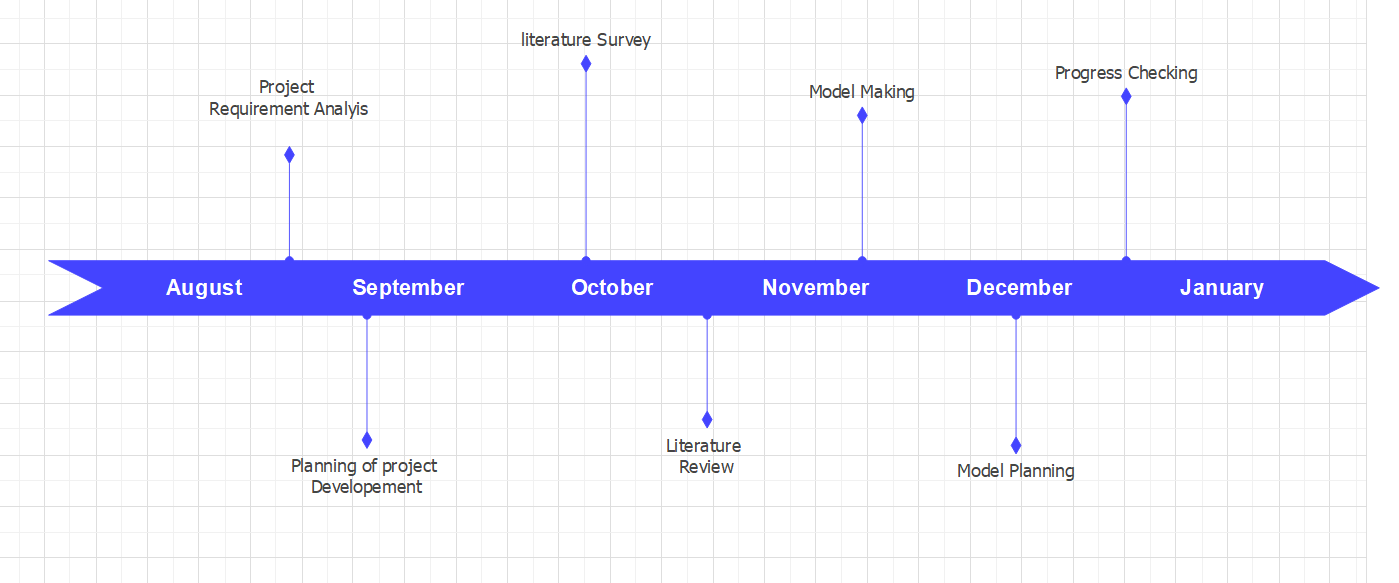 literature Survey
Progress Checking
Project
Requirement Analyis
Model Making
August
September
October
November
December
January
Planning of project
Developement
Literature
Review
Model Planning